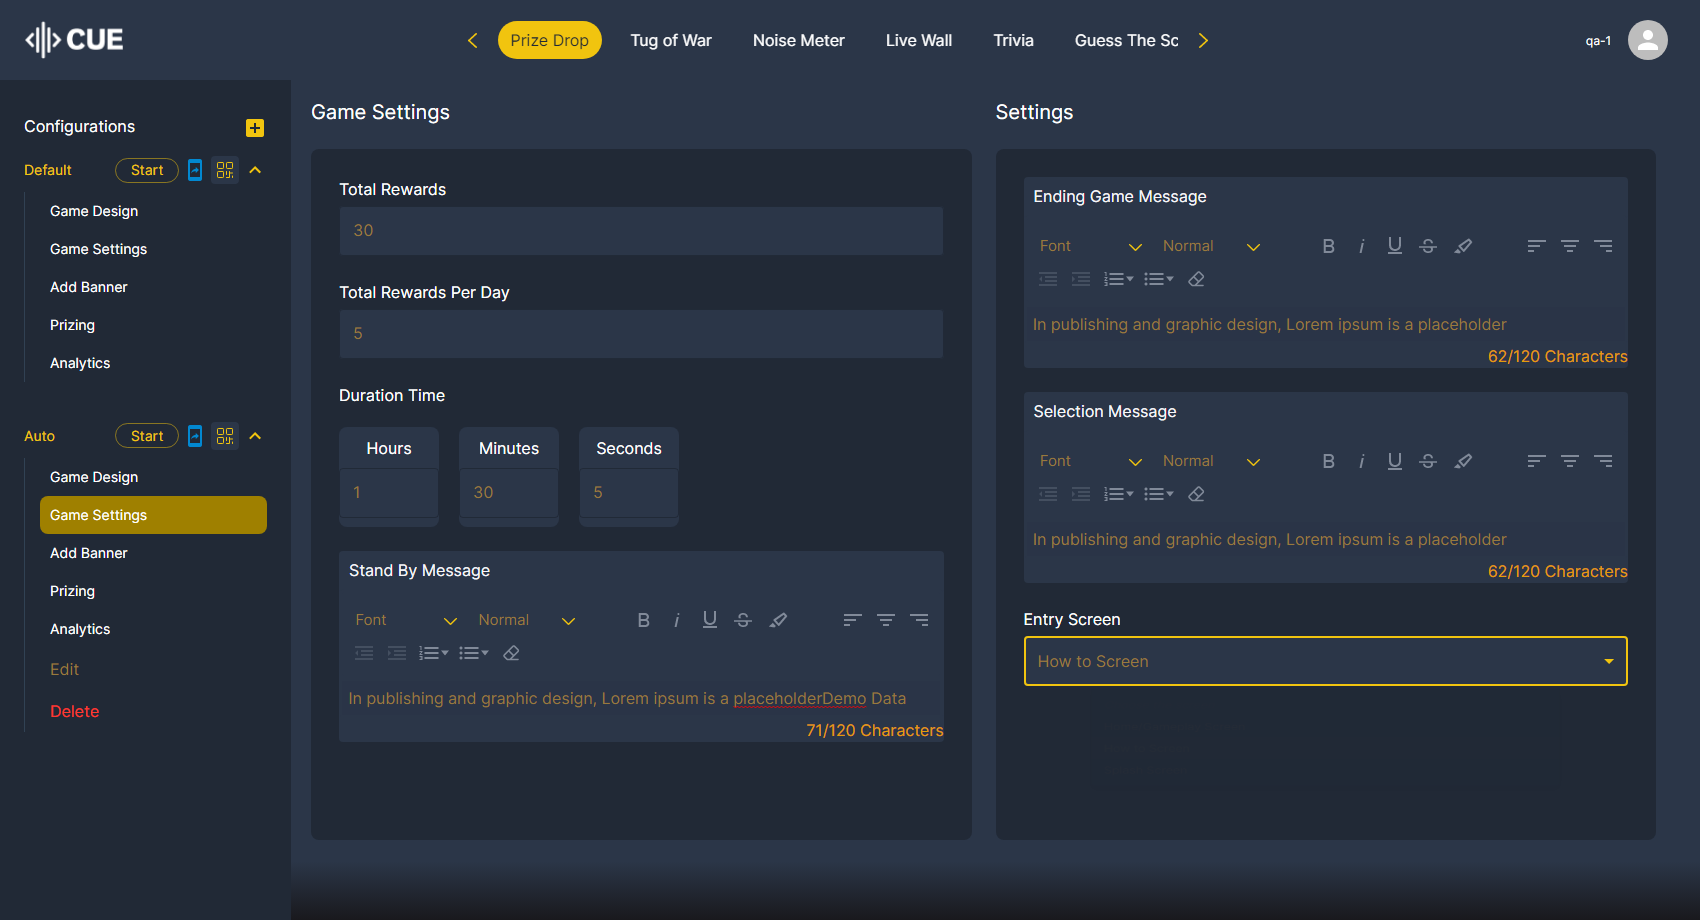 CUE
Prize Drop
Tug of War
Noise Meter
Live Wall
Trivia
Guess The Sc
qa-1
Configurations
Default
Start
Game Design
Game Settings
Add Banner
Prizing
Analytics
Auto
Start
Game Design
Game Settings
Add Banner
Prizing
Analytics
Edit
Delete
Game Settings
Total Rewards
30
Total Rewards Per Day
5
Duration Time
Hours
Minutes
Seconds
1
30
5
Stand By Message
Font
Normal
In publishing and graphic design, Lorem ipsum is a placeholderDemo Data
71/120 Characters
Settings
Ending Game Message
Font
Normal
In publishing and graphic design, Lorem ipsum is a placeholder
62/120 Characters
Selection Message
Font
Normal
In publishing and graphic design, Lorem ipsum is a placeholder
62/120 Characters
Entry Screen
How to Screen